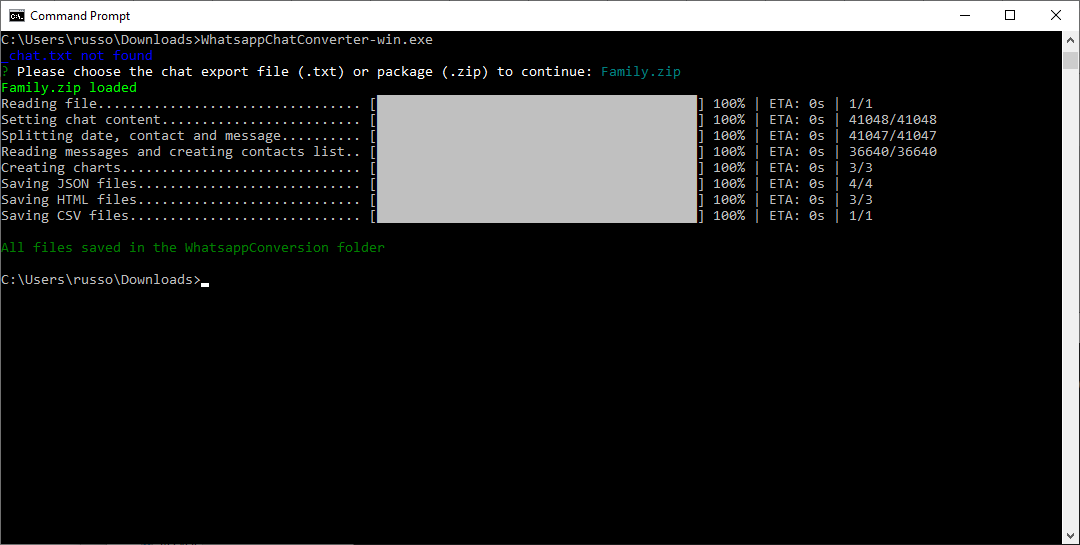 Command Prompt
C:\Users\russo\Downloads>WhatsappChatConverter-win.exe
_chat.txt not found
? Please choose the chat export file (.txt) or package (.zip) to continue: Family.zip
Family.zip loaded
Reading file................................. [ ] 100% | ETA: 0s | 1/1
Setting chat content......................... [ ] 100% | ETA: 0s | 41048/41048
Splitting date, contact and message.......... [ ] 100% | ETA: 0s | 41047/41047
Reading messages and creating contacts list.. [ ] 100% | ETA: 0s | 36640/36640
Creating charts.............................. [ ] 100% | ETA: 0s | 3/3
Saving JSON files............................ [ ] 100% | ETA: 0s | 4/4
Saving HTML files............................ [ ] 100% | ETA: 0s | 3/3
Saving CSV files............................. [ ] 100% | ETA: 0s | 1/1
All files saved in the WhatsappConversion folder
C:\Users\russo\Downloads>